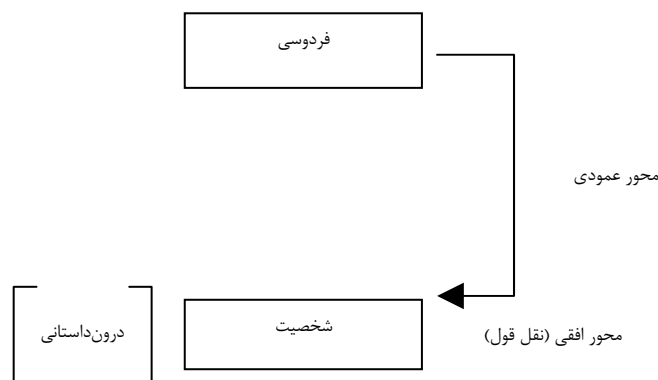 فردوسی
محور عمودی
درون‌داستانی
شخصیت
محور افقی (نقل قول)